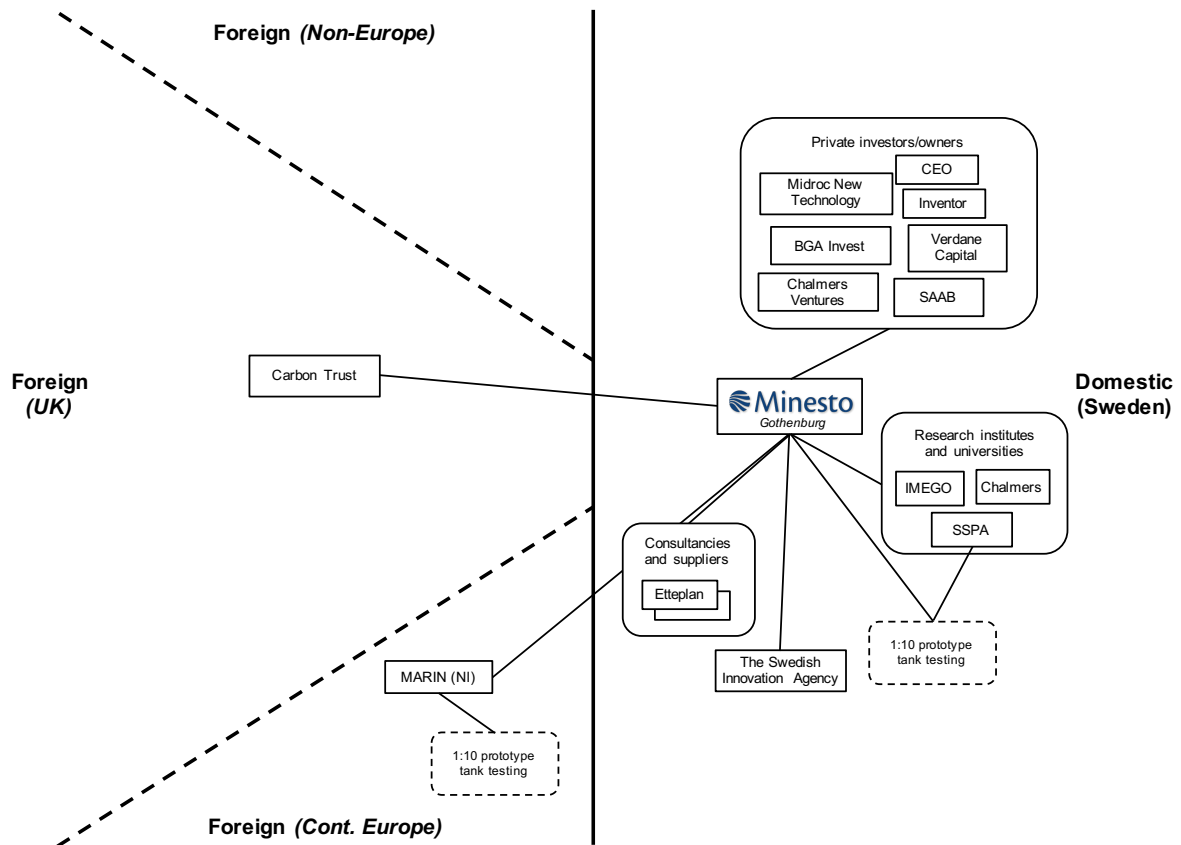 Foreign (Non-Europe)
Private investors/owners
CEO
Midroc New
Technology
Inventor
BGA Invest
Verdane
Capital
Chalmers
Ventures
SAAB
Carbon Trust
Foreign
(UK)
Minesto
Gothenburg
Domestic
(Sweden)
Research institutes
and universities
IMEGO
Chalmers
SSPA
Consultancies
and suppliers
Etteplan
1:10 prototype
tank testing
The Swedish
Innovation Agency
MARIN (NI)
1:10 prototype
tank testing
Foreign (Cont. Europe)